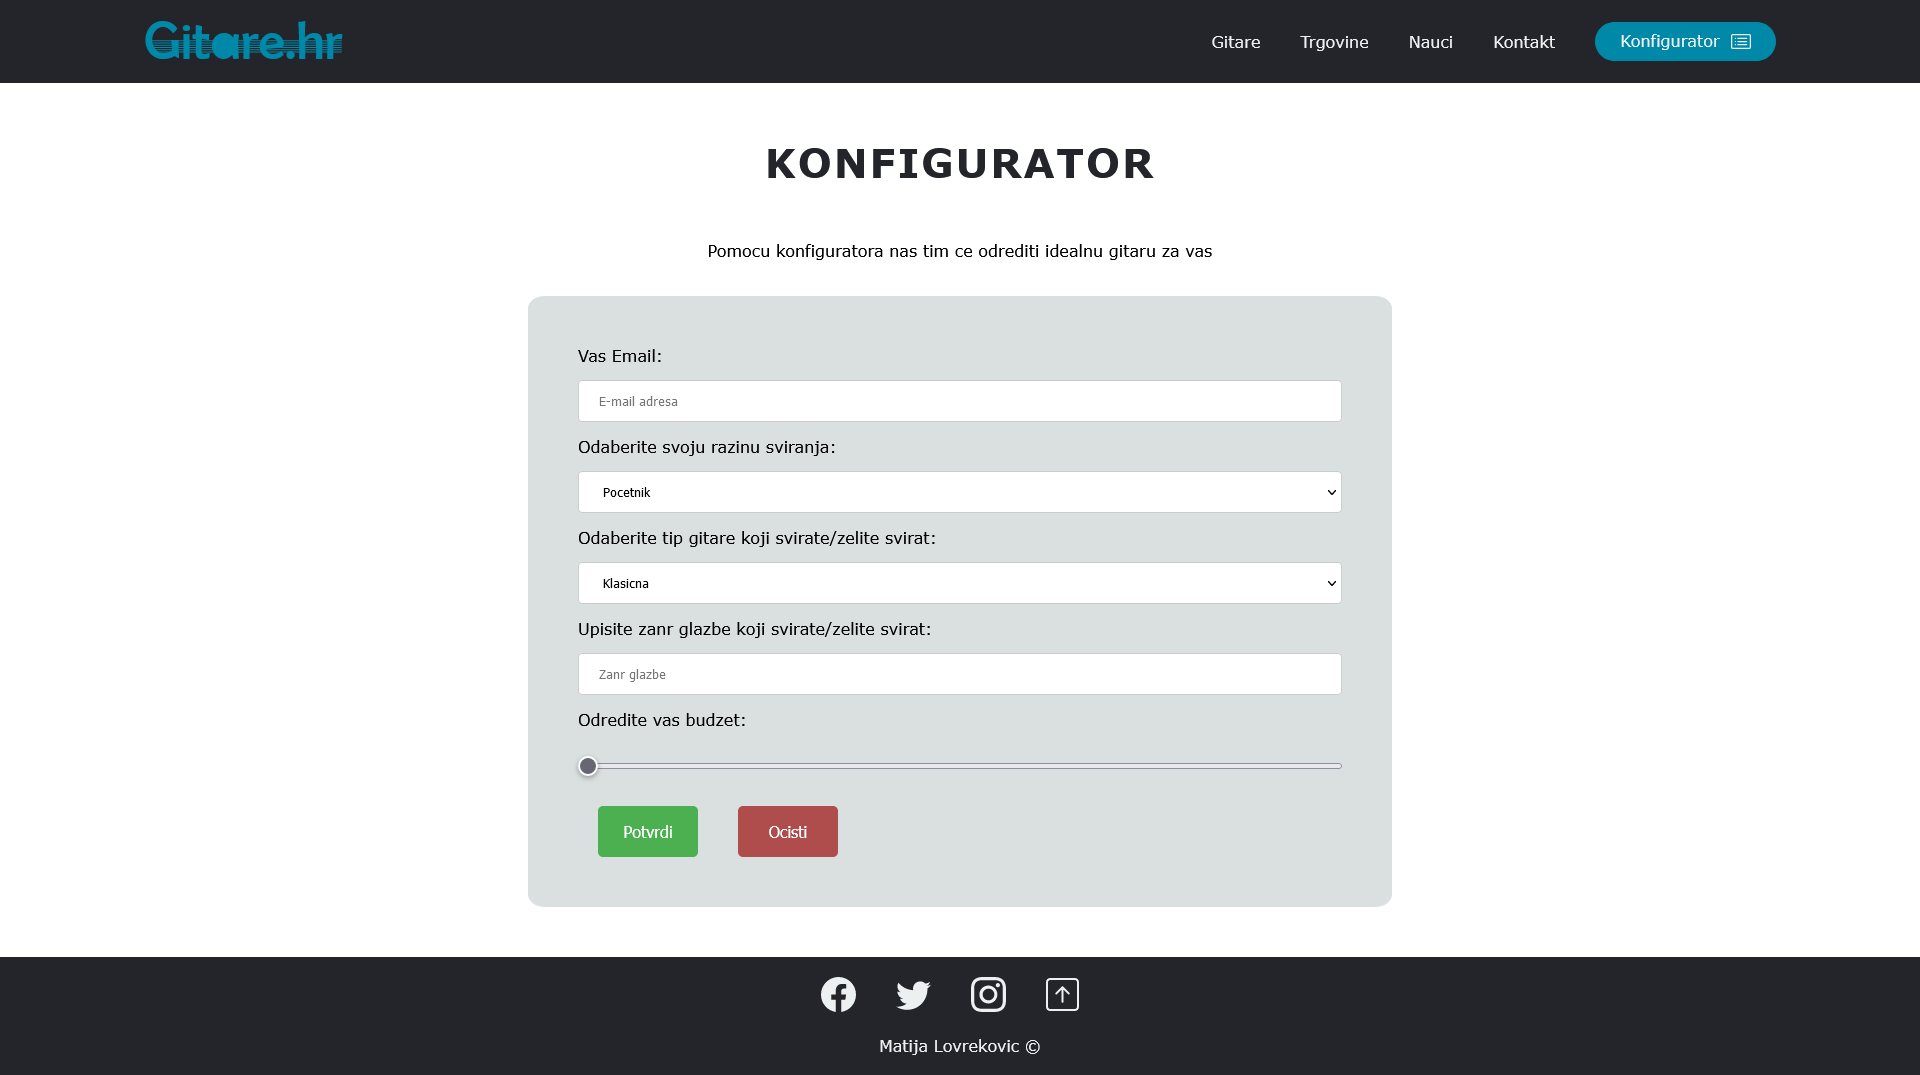 Gitare.hr
Gitare Trgovine Nauci Kontakt Konfigurator
KONFIGURATOR
Pomocu konfiguratora nas tim ce odrediti idealnu gitaru za vas
Vas Email:
E-mail adresa
Odaberite svoju razinu sviranja:
Pocetnik
Odaberite tip gitare koji svirate/zelite svirat:
Klasicna
Upisite zanr glazbe koji svirate/zelite svirat:
Zanr glazbe
Odredite vas budzet:
Potvrdi Ocisti
Matija Lovrekovic ©